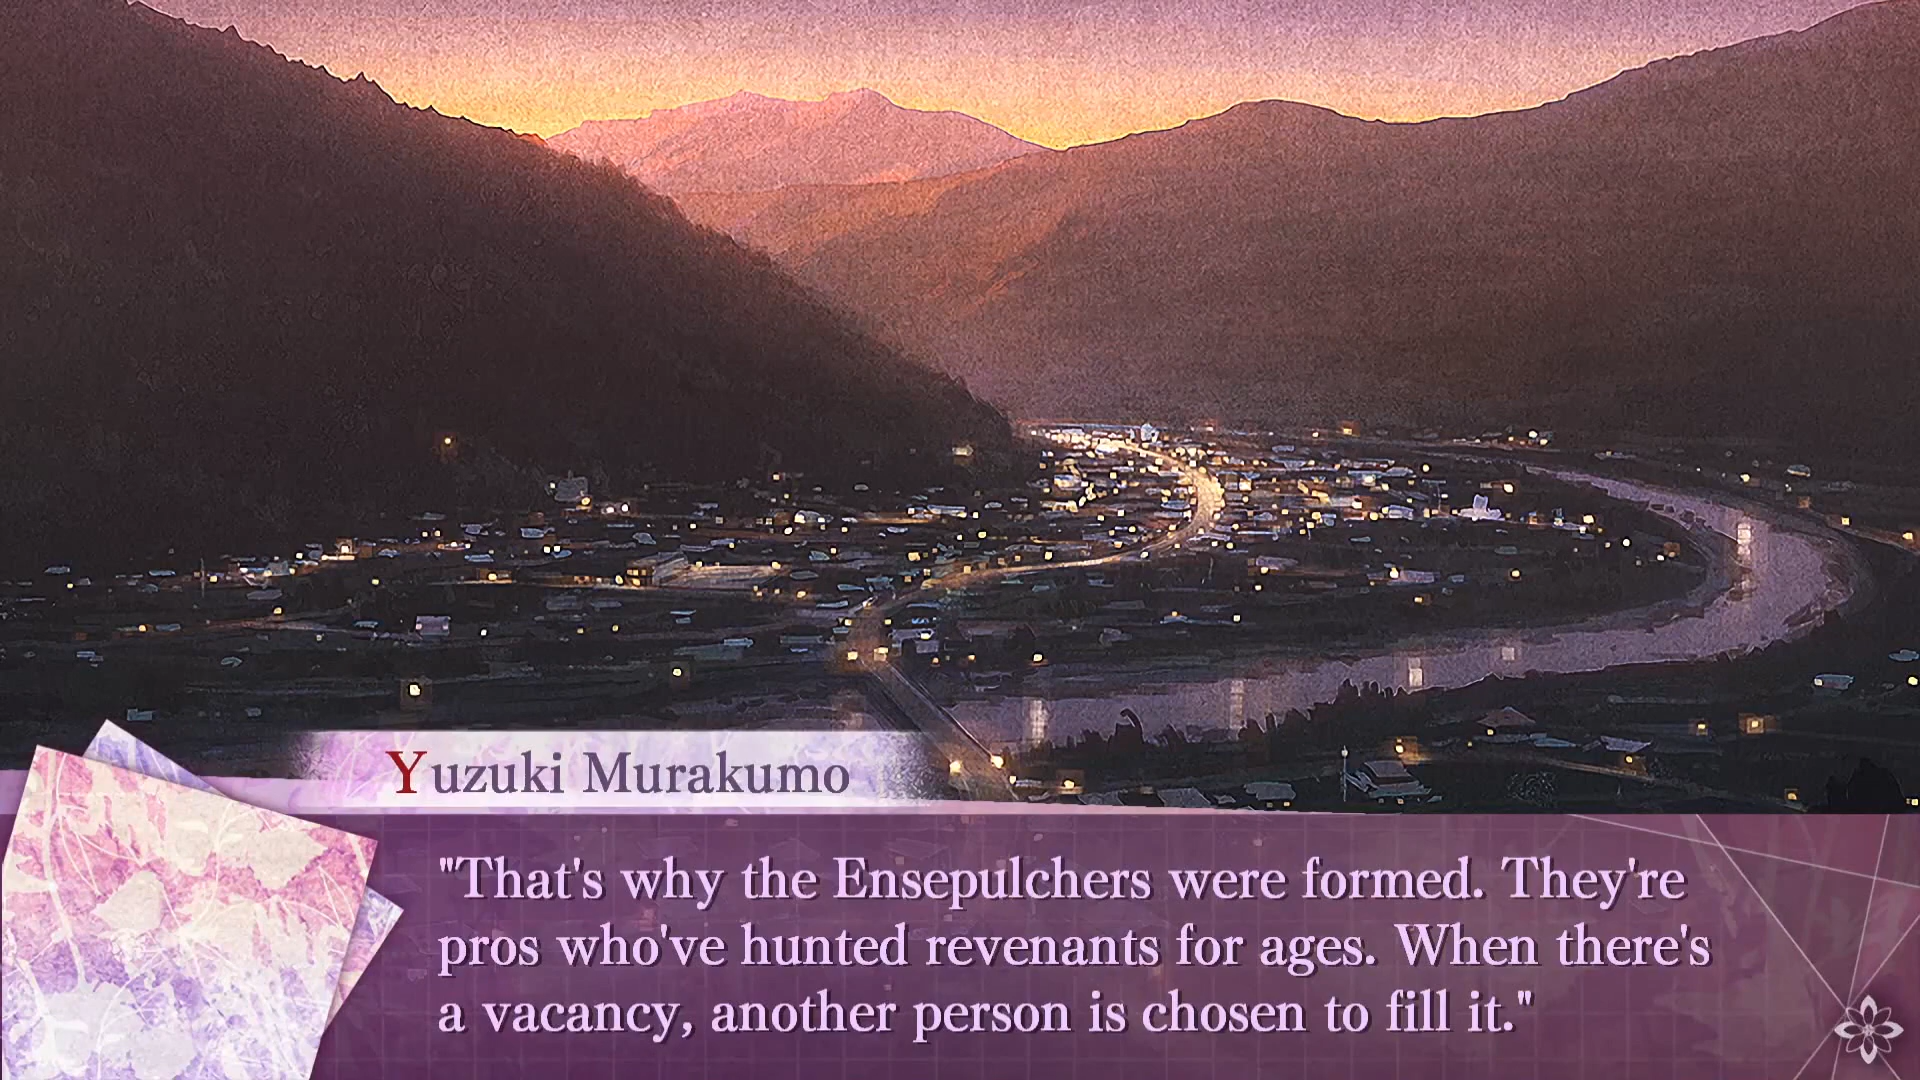 Yuzuki Murakumo
"That's why the Ensepulchers were formed. They're
pros who've hunted revenants for ages. When there's
a vacancy, another person is chosen to fill it."